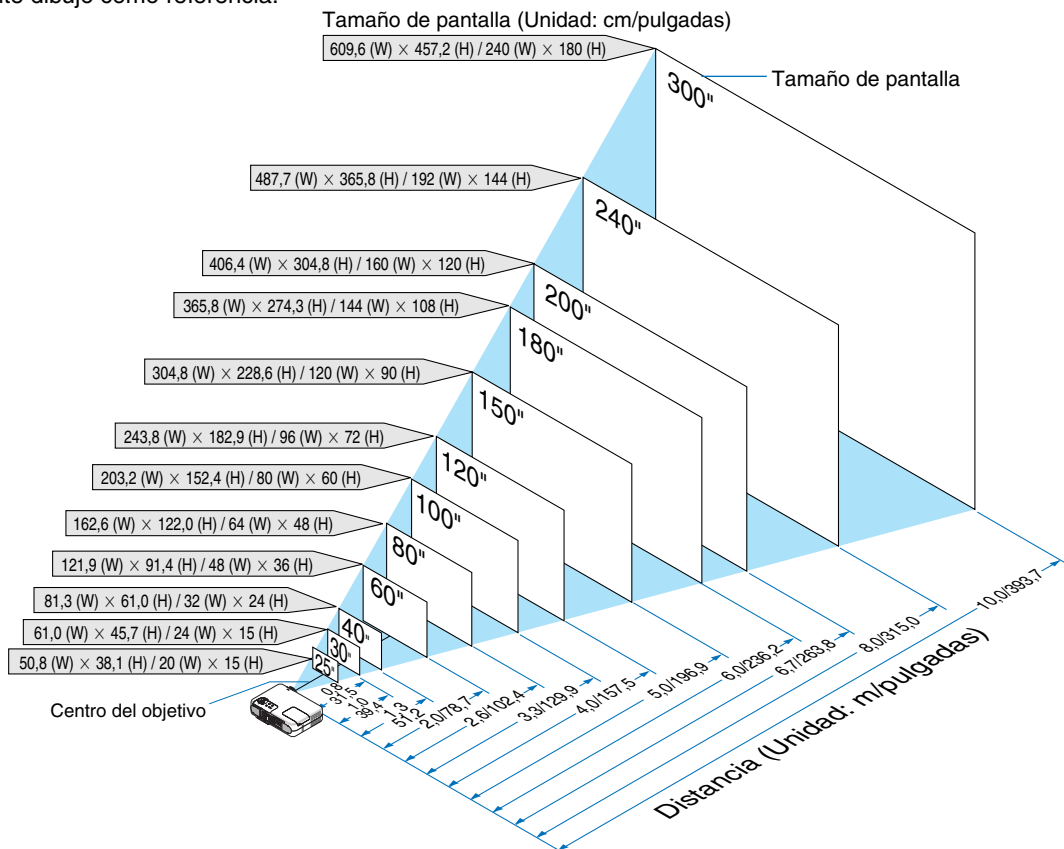 dibujo como referencia.
Tamaño de pantalla (Unidad: cm/pulgadas)
609,6 (W) × 457,2 (H) / 240 (W) × 180 (H)
Tamaño de pantalla
300"
487,7 (W) × 365,8 (H) / 192 (W) × 144 (H)
240"
406,4 (W) × 304,8 (H) / 160 (W) × 120 (H)
200"
365,8 (W) × 274,3 (H) / 144 (W) × 108 (H)
180"
304,8 (W) × 228,6 (H) / 120 (W) × 90 (H)
150"
243,8 (W) × 182,9 (H) / 96 (W) × 72 (H)
120"
203,2 (W) × 152,4 (H) / 80 (W) × 60 (H)
100"
162,6 (W) × 122,0 (H) / 64 (W) × 48 (H)
80"
121,9 (W) × 91,4 (H) / 48 (W) × 36 (H)
60"
81,3 (W) × 61,0 (H) / 32 (W) × 24 (H)
40"
61,0 (W) × 45,7 (H) / 24 (W) × 15 (H)
30"
50,8 (W) × 38,1 (H) / 20 (W) × 15 (H)
25"
Centro del objetivo
0,8
31,5
1,0
1,3
51,2
2,0/78,7
2,6/102,4
3,3/129,9
4,0/157,5
5,0/196,9
6,0/236,2
6,7/263,8
8,0/315,0
10,0/393,7
Distancia (Unidad: m/pulgadas)